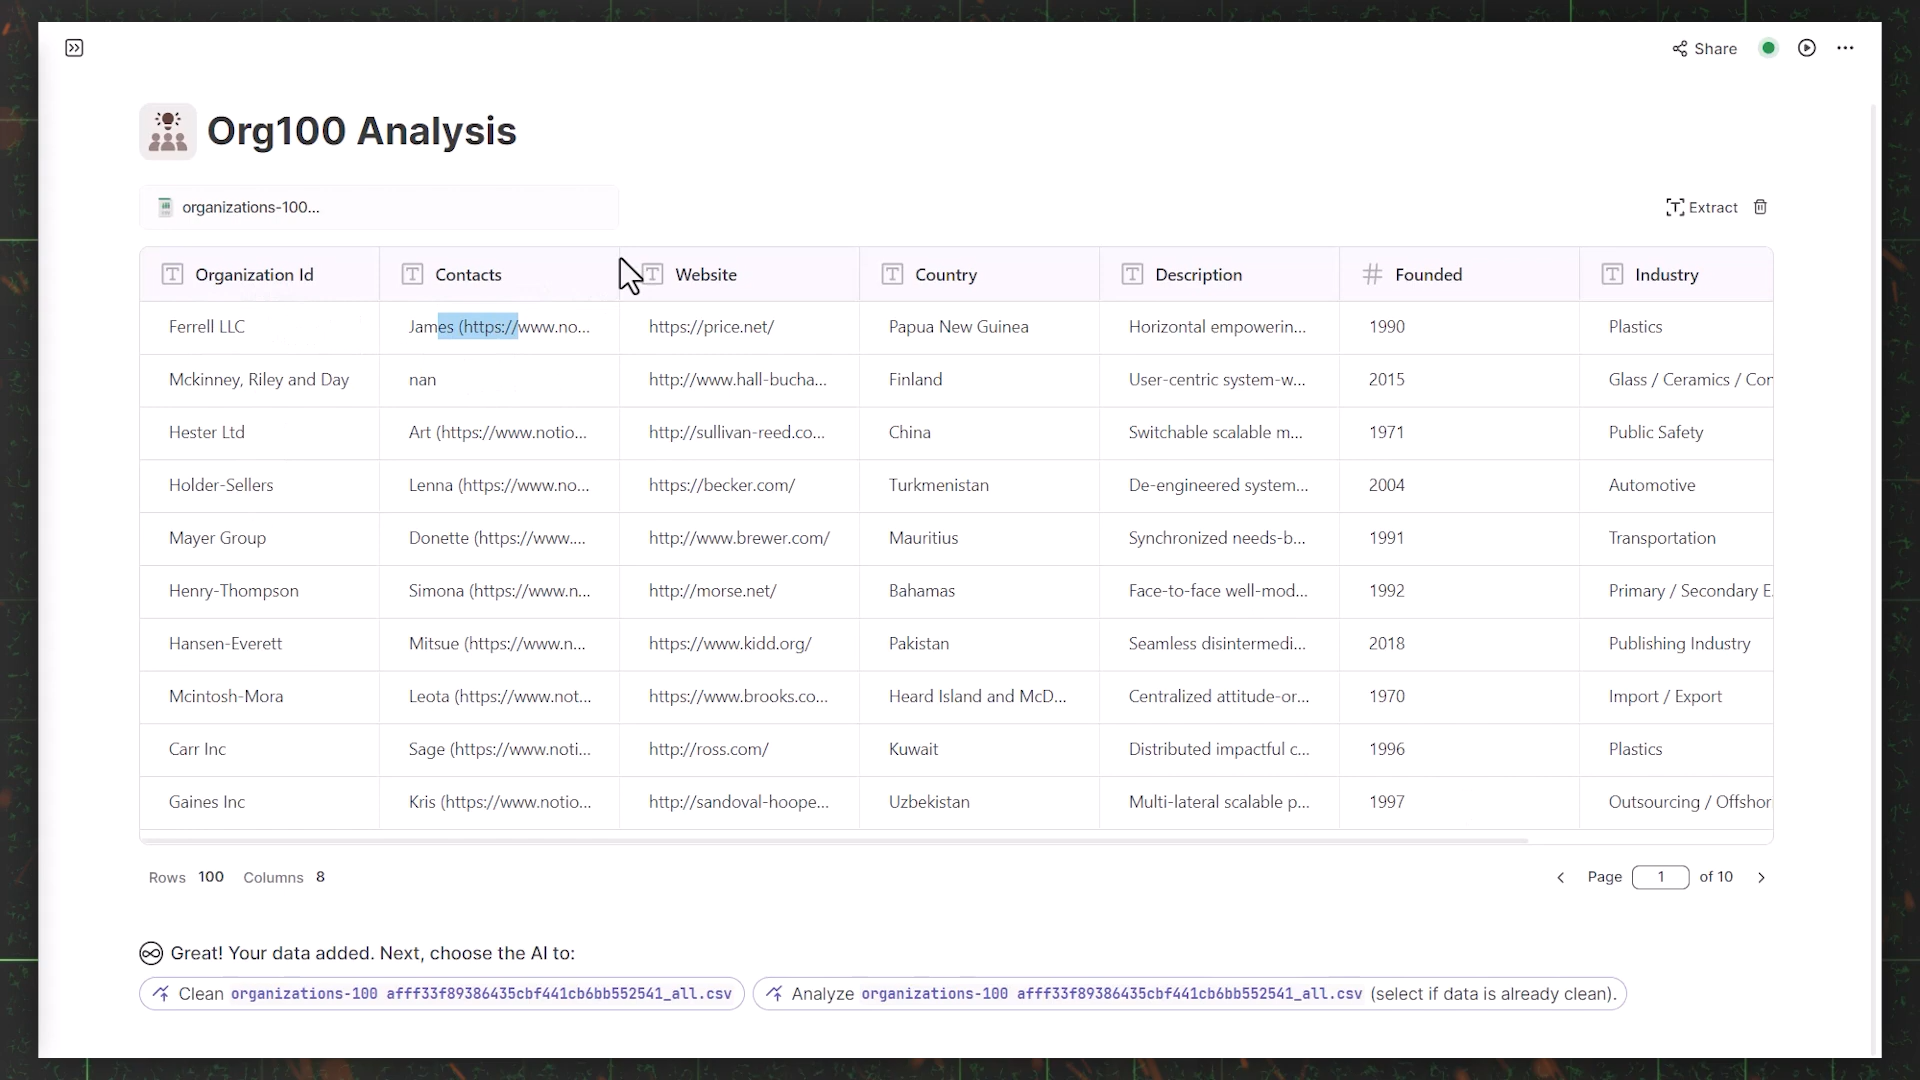 Share
Org100 Analysis
organizations-100...
Extract
Organization Id Contacts Website Country Description Founded Industry
Ferrell LLC James (https://www.no... https://price.net/ Papua New Guinea Horizontal empowerin... 1990 Plastics
Mckinney, Riley and Day nan http://www.hall-bucha... Finland User-centric system-w... 2015 Glass / Ceramics / Con
Hester Ltd Art (https://www.notio... http://sullivan-reed.co... China Switchable scalable m... 1971 Public Safety
Holder-Sellers Lenna (https://www.no... https://becker.com/ Turkmenistan De-engineered system... 2004 Automotive
Mayer Group Donette (https://www.... http://www.brewer.com/ Mauritius Synchronized needs-b... 1991 Transportation
Henry-Thompson Simona (https://www.n... http://morse.net/ Bahamas Face-to-face well-mod... 1992 Primary / Secondary E
Hansen-Everett Mitsue (https://www.n... https://www.kidd.org/ Pakistan Seamless disintermedi... 2018 Publishing Industry
Mcintosh-Mora Leota (https://www.not... https://www.brooks.co... Heard Island and McD... Centralized attitude-or... 1970 Import / Export
Carr Inc Sage (https://www.noti... http://ross.com/ Kuwait Distributed impactful c... 1996 Plastics
Gaines Inc Kris (https://www.notio... http://sandoval-hoope... Uzbekistan Multi-lateral scalable p... 1997 Outsourcing / Offshor
Rows 100 Columns 8 Page 1 of 10
Great! Your data added. Next, choose the AI to:
Clean organizations-100 afff33f89386435cbf441cb6bb552541_all.csv Analyze organizations-100 afff33f89386435cbf441cb6bb552541_all.csv (select if data is already clean).